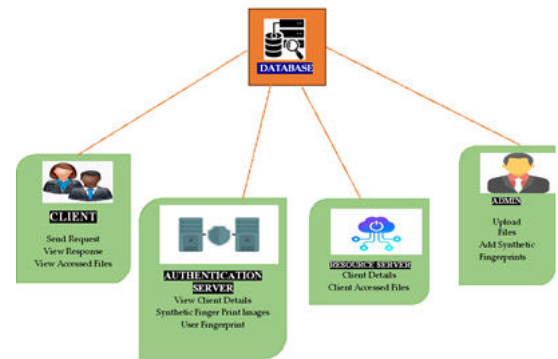 DATABASE
CLIENT
Send Request
View Response
View Accessed Files
AUTHENTICATION
SERVER
View Client Details
Synthetic Finger Print Images
User Fingerprint
RESOURCE SERVER
Client Details
Client Accessed Files
ADMIN
Upload
Files
Add Synthetic
Fingerprints